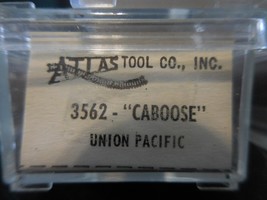 ATLAS TOOL CO., INC.
3562 - "CABOOSE"
UNION PACIFIC